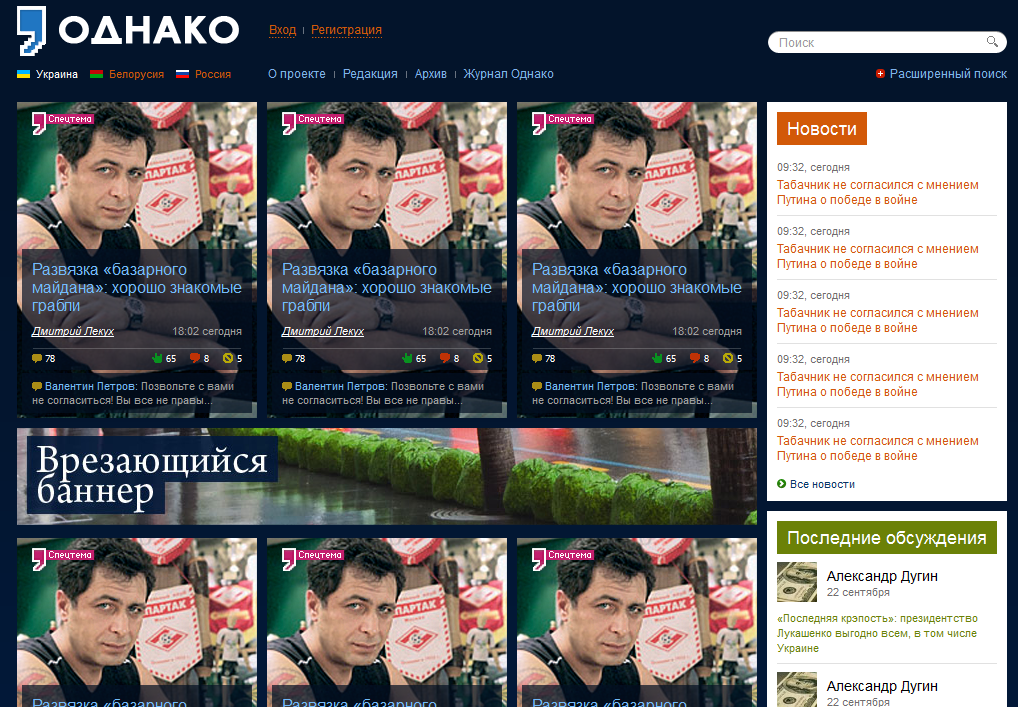 ОДНАКО
Вход
Регистрация
Поиск
Украина
Белорусия
Россия
О проекте
Редакция
Архив
Журнал Однако
Расширенный поиск
Спецтема
СПАРТАК
МОСКВА
Развязка «базарного
майдана»: хорошо знакомые
грабли
Дмитрий Лекух
18:02 сегодня
78
65
8
5
Валентин Петров: Позвольте с вами
не согласиться! Вы все не правы...
Спецтема
СПАРТАК
МОСКВА
Развязка «базарного
майдана»: хорошо знакомые
грабли
Дмитрий Лекух
18:02 сегодня
78
65
8
5
Валентин Петров: Позвольте с вами
не согласиться! Вы все не правы...
Спецтема
СПАРТАК
МОСКВА
Развязка «базарного
майдана»: хорошо знакомые
грабли
Дмитрий Лекух
18:02 сегодня
78
65
8
5
Валентин Петров: Позвольте с вами
не согласиться! Вы все не правы...
Врезающийся
баннер
Спецтема
СПАРТАК
МОСКВА
Развязка «базарного
Спецтема
СПАРТАК
МОСКВА
Развязка «базарного
Спецтема
СПАРТАК
МОСКВА
Развязка «базарного
Новости
09:32, сегодня
Табачник не согласился с мнением
Путина о победе в войне
09:32, сегодня
Табачник не согласился с мнением
Путина о победе в войне
09:32, сегодня
Табачник не согласился с мнением
Путина о победе в войне
09:32, сегодня
Табачник не согласился с мнением
Путина о победе в войне
09:32, сегодня
Табачник не согласился с мнением
Путина о победе в войне
Все новости
Последние обсуждения
Александр Дугин
22 сентября
«Последняя крепость»: президентство
Лукашенко выгодно всем, в том числе
Украине
Александр Дугин
22 сентября